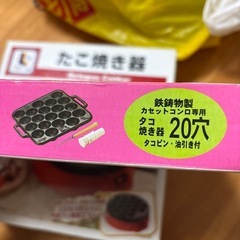 たこ焼き器
鉄鋳物製
カセットコンロ専用
タコ
焼き器 20穴
タコピン・油引き付